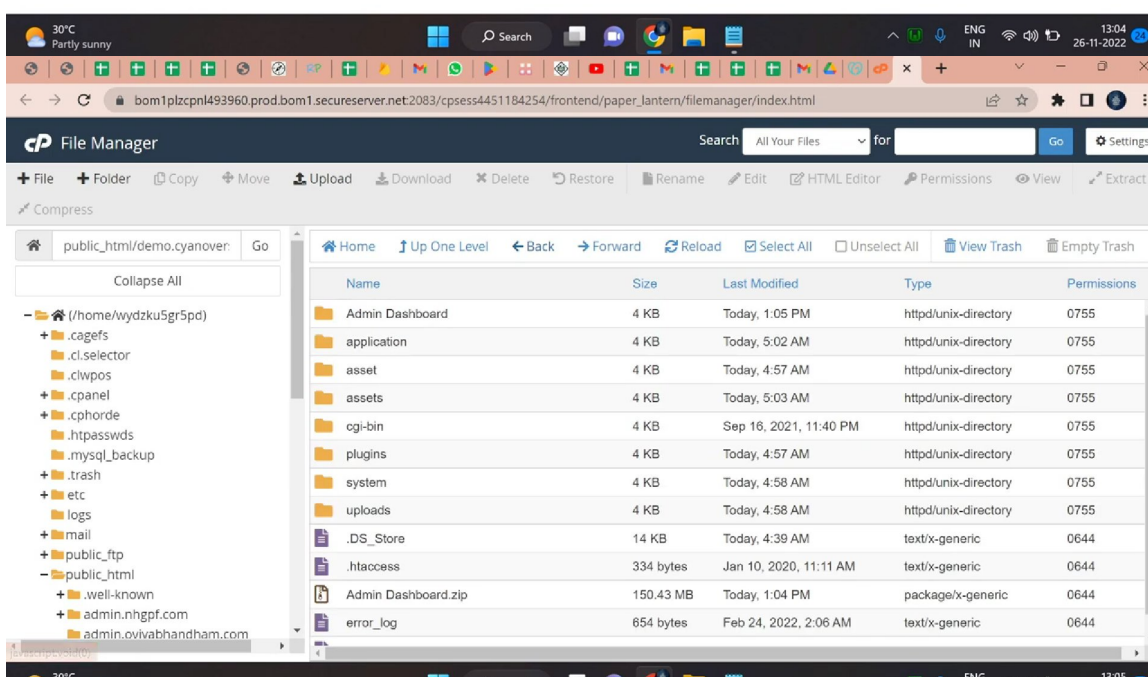 30°C
Partly sunny
Search
ENG
IN
13:04
26-11-2022
24
bom1plzcpnl493960.prod.bom1.secureserver.net:2083/cpsess4451184254/frontend/paper_lantern/filemanager/index.html
cP File Manager
Search All Your Files for Go Settings
File Folder Copy Move Upload Download Delete Restore Rename Edit HTML Editor Permissions View Extract
Compress
public_html/demo.cyanover Go
Home Up One Level Back Forward Reload Select All Unselect All View Trash Empty Trash
Collapse All
(/home/wydzku5gr5pd)
.cagefs
.cl.selector
.clwpos
.cpanel
.cphorde
.htpasswds
.mysql_backup
.trash
etc
logs
mail
public_ftp
public_html
.well-known
admin.nhgpf.com
admin.ovivabhandham.com
javascript:void(0)
Name Size Last Modified Type Permissions
Admin Dashboard 4 KB Today, 1:05 PM httpd/unix-directory 0755
application 4 KB Today, 5:02 AM httpd/unix-directory 0755
asset 4 KB Today, 4:57 AM httpd/unix-directory 0755
assets 4 KB Today, 5:03 AM httpd/unix-directory 0755
cgi-bin 4 KB Sep 16, 2021, 11:40 PM httpd/unix-directory 0755
plugins 4 KB Today, 4:57 AM httpd/unix-directory 0755
system 4 KB Today, 4:58 AM httpd/unix-directory 0755
uploads 4 KB Today, 4:58 AM httpd/unix-directory 0755
.DS_Store 14 KB Today, 4:39 AM text/x-generic 0644
.htaccess 334 bytes Jan 10, 2020, 11:11 AM text/x-generic 0644
Admin Dashboard.zip 150.43 MB Today, 1:04 PM package/x-generic 0644
error_log 654 bytes Feb 24, 2022, 2:06 AM text/x-generic 0644
30°C
ENG
13:05